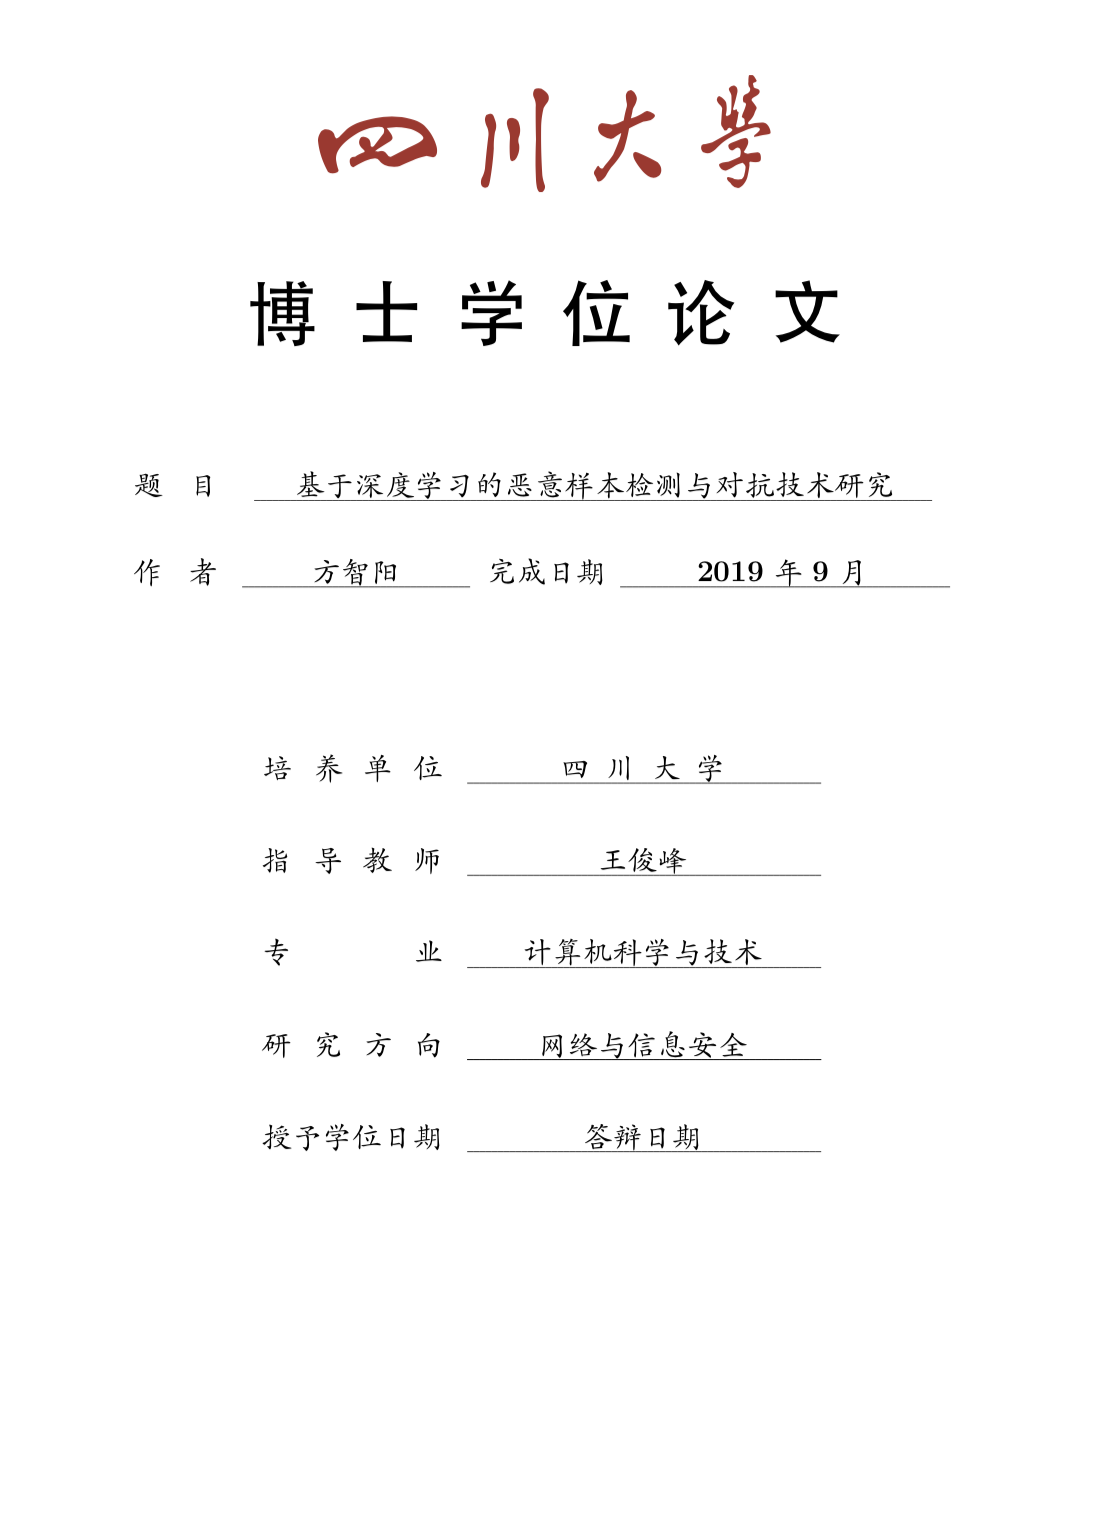 四川大學
博士学位论文
题目 基于深度学习的恶意样本检测与对抗技术研究
作者 方智阳 完成日期 2019 年 9 月
培养单位 四川大学
指导教师 王俊峰
专业 计算机科学与技术
研究方向 网络与信息安全
授予学位日期 答辩日期